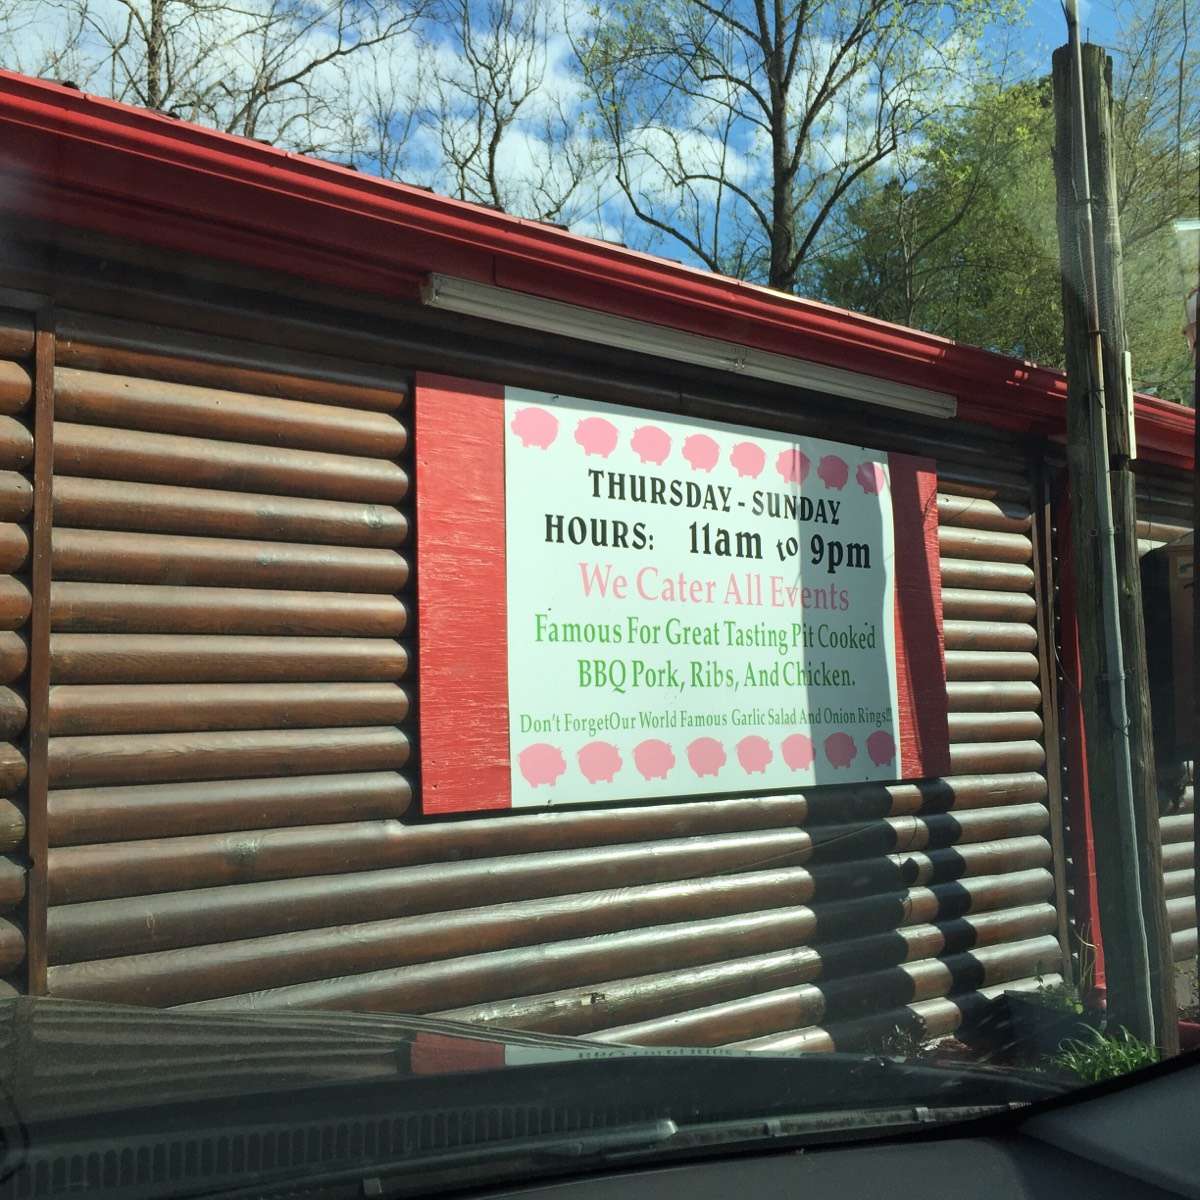 THURSDAY - SUNDAY
HOURS: 11am to 9pm
We Cater All Events
Famous For Great Tasting Pit Cooked
BBQ Pork, Ribs, And Chicken.
Don't ForgetOur World Famous Garlic Salad And Onion Rings!!!